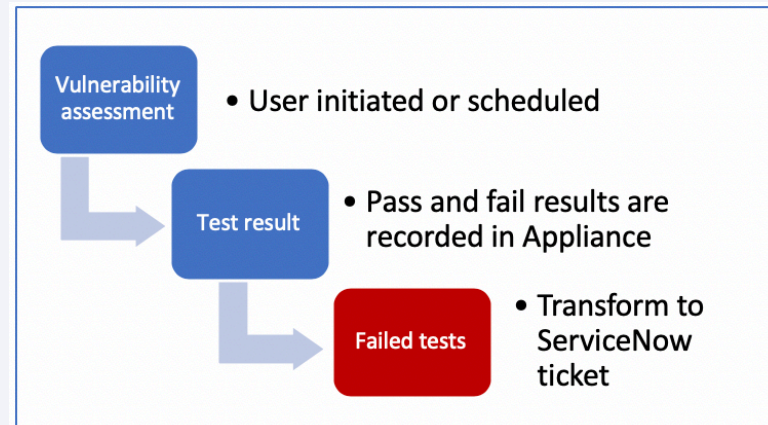 Vulnerability
assessment
• User initiated or scheduled
Test result
• Pass and fail results are
recorded in Appliance
Failed tests
• Transform to
ServiceNow
ticket